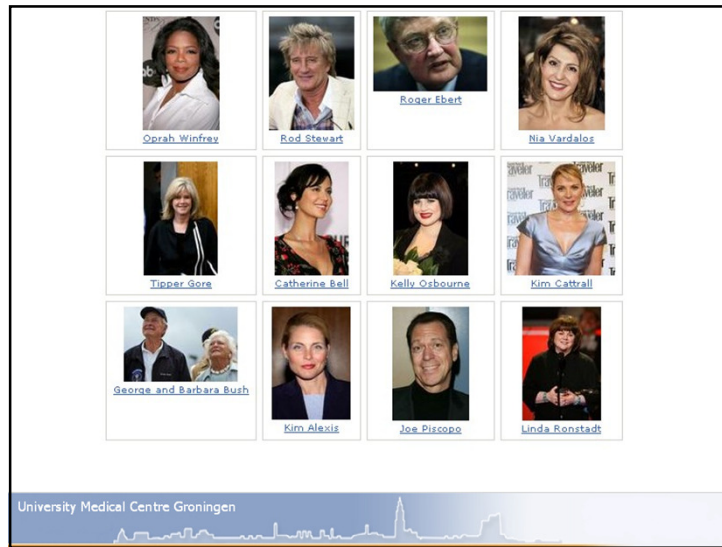 Oprah Winfrey
Rod Stewart
Roger Ebert
Nia Vardalos
Tipper Gore
Catherine Bell
Kelly Osbourne
Kim Cattrall
George and Barbara Bush
Kim Alexis
Joe Piscopo
Linda Ronstadt
University Medical Centre Groningen